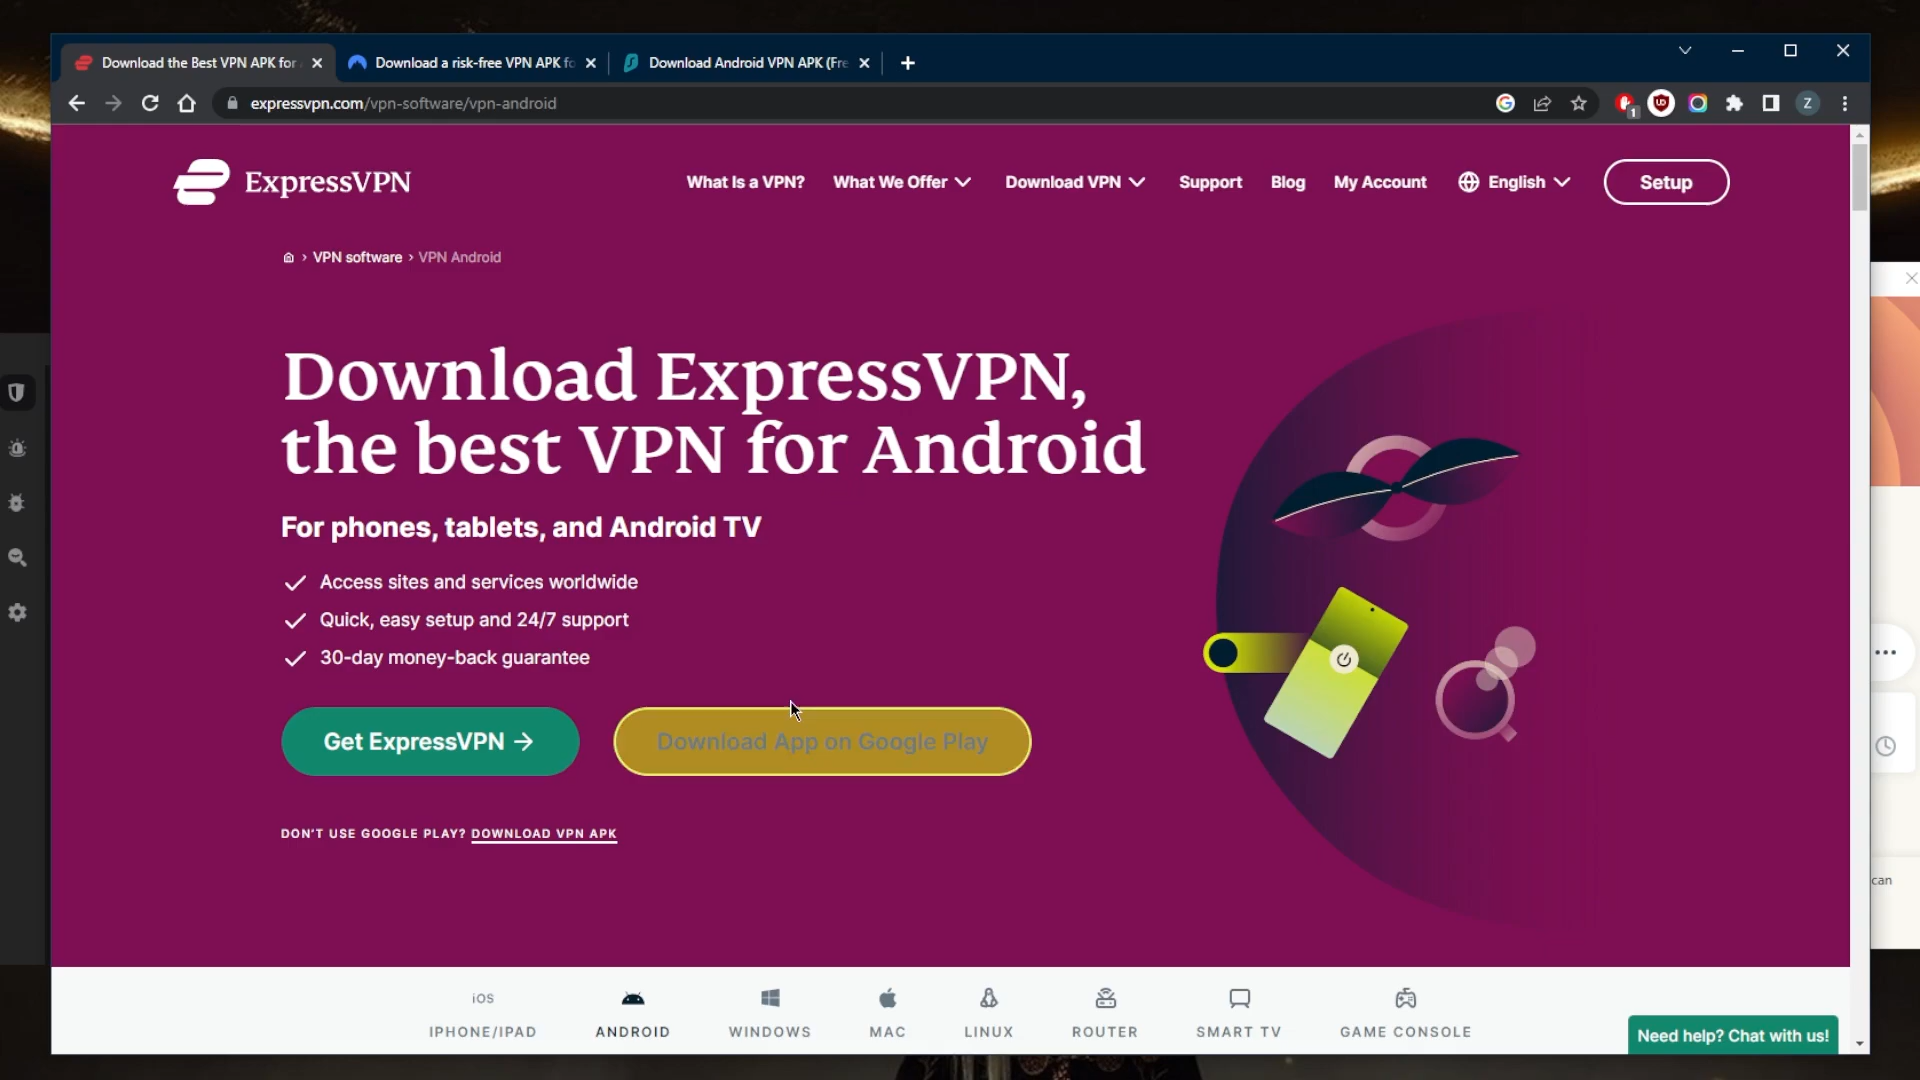 Download the Best VPN APK for
Download a risk-free VPN APK fo
Download Android VPN APK (Fre
expressvpn.com/vpn-software/vpn-android
1
Z
ExpressVPN
What Is a VPN?
What We Offer
Download VPN
Support
Blog
My Account
English
Setup
› VPN software › VPN Android
Download ExpressVPN,
the best VPN for Android
For phones, tablets, and Android TV
Access sites and services worldwide
Quick, easy setup and 24/7 support
30-day money-back guarantee
Get ExpressVPN →
Download App on Google Play
DON'T USE GOOGLE PLAY? DOWNLOAD VPN APK
can
iOS
IPHONE/IPAD
ANDROID
WINDOWS
MAC
LINUX
ROUTER
SMART TV
GAME CONSOLE
Need help? Chat with us!